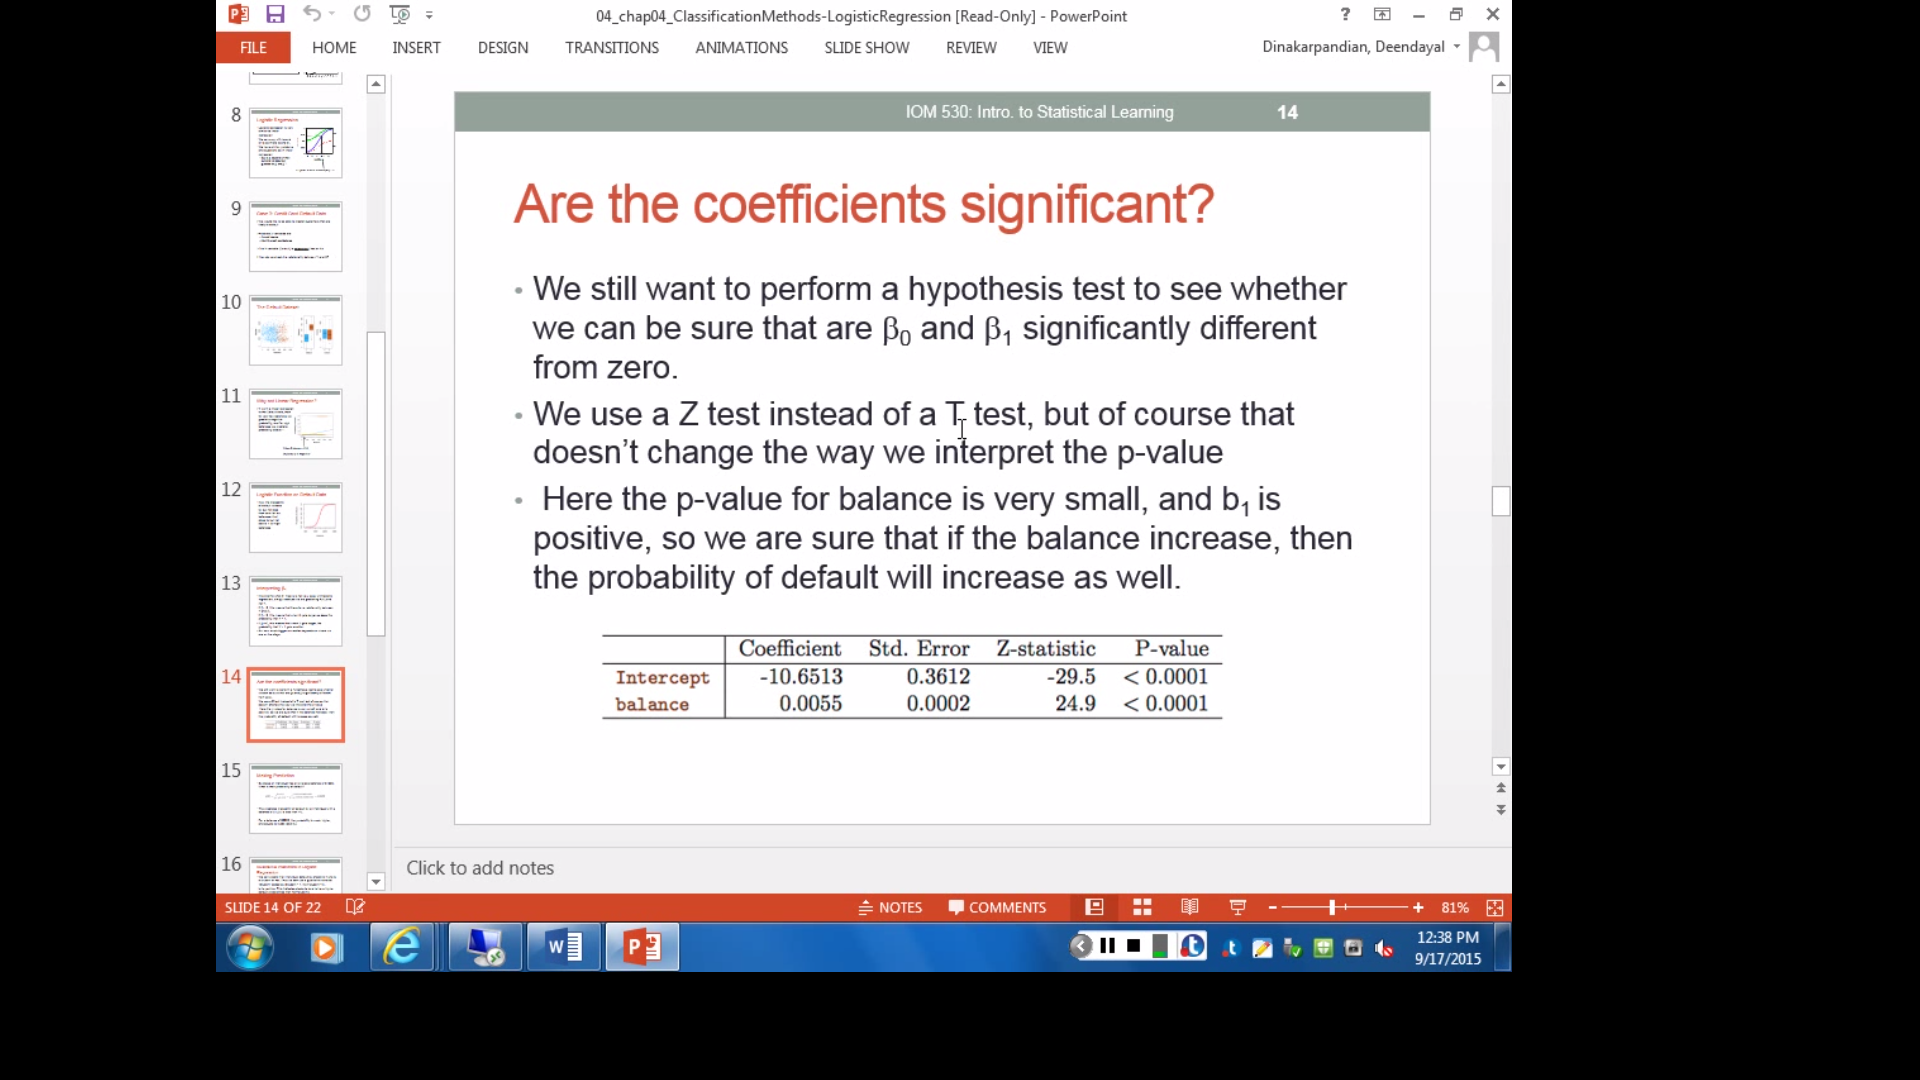 04_chap04_ClassificationMethods-LogisticRegression [Read-Only] - PowerPoint
FILE HOME INSERT DESIGN TRANSITIONS ANIMATIONS SLIDE SHOW REVIEW VIEW Dinakarpandian, Deendayal
8
9
10
11
12
13
14
15
16
IOM 530: Intro. to Statistical Learning 14
Are the coefficients significant?
• We still want to perform a hypothesis test to see whether
we can be sure that are β0 and β1 significantly different
from zero.
• We use a Z test instead of a T test, but of course that
doesn’t change the way we interpret the p-value
• Here the p-value for balance is very small, and b1 is
positive, so we are sure that if the balance increase, then
the probability of default will increase as well.
Coefficient Std. Error Z-statistic P-value
Intercept -10.6513 0.3612 -29.5 < 0.0001
balance 0.0055 0.0002 24.9 < 0.0001
Click to add notes
SLIDE 14 OF 22 NOTES COMMENTS 81%
12:38 PM
9/17/2015